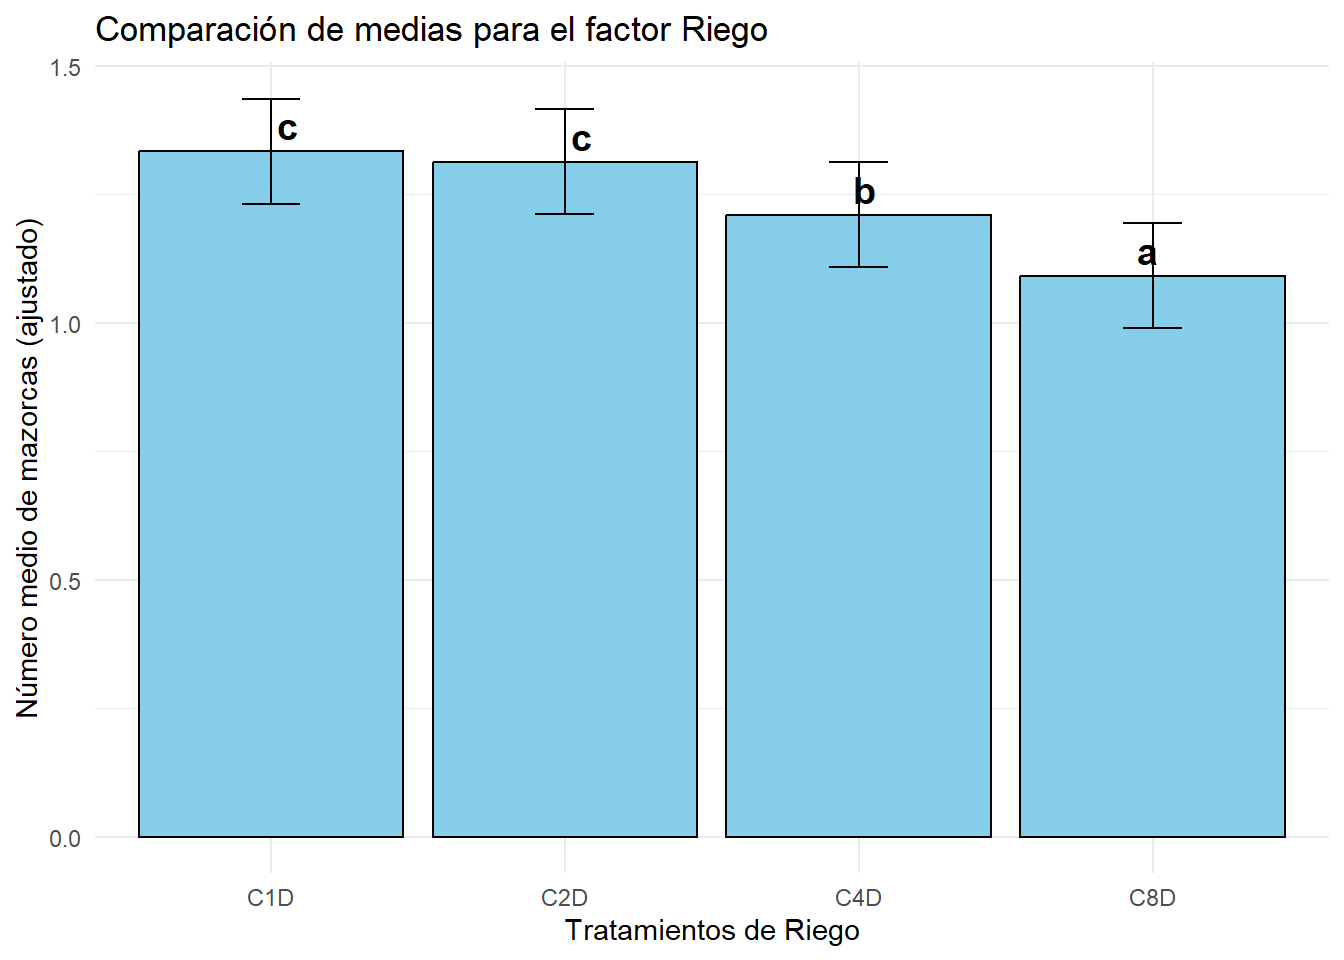 Comparación de medias para el factor Riego
Número medio de mazorcas (ajustado)
1.5
1.0
0.5
0.0
c
c
b
a
C1D
C2D
C4D
C8D
Tratamientos de Riego